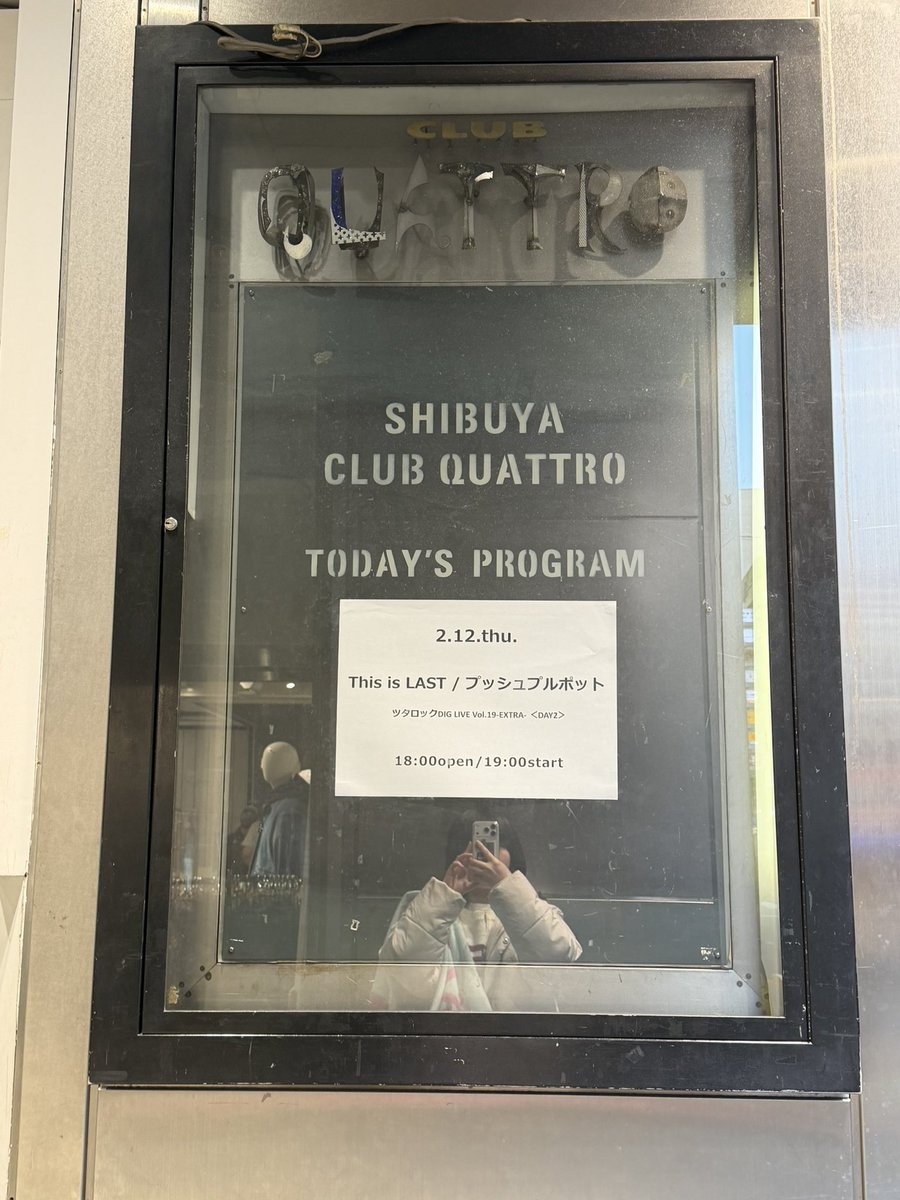 CLUB
QUATTRO
SHIBUYA
CLUB QUATTRO
TODAY'S PROGRAM
2.12.thu.
This is LAST / プッシュプルポット
ツタロックDIG LIVE Vol.19-EXTRA- ＜DAY2＞
18:00open/19:00start